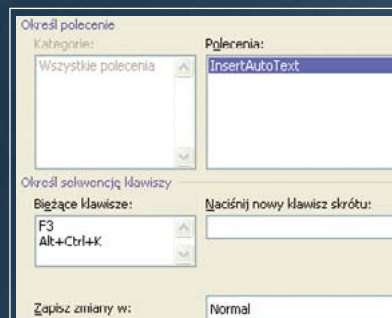 Określ polecenie
Kategorie:
Polecenia:
Wszystkie polecenia
InsertAutoText
Określ sekwencję klawiszy
Bieżące klawisze:
Naciśnij nowy klawisz skrótu:
F3
Alt+Ctrl+K
Zapisz zmiany w:
Normal